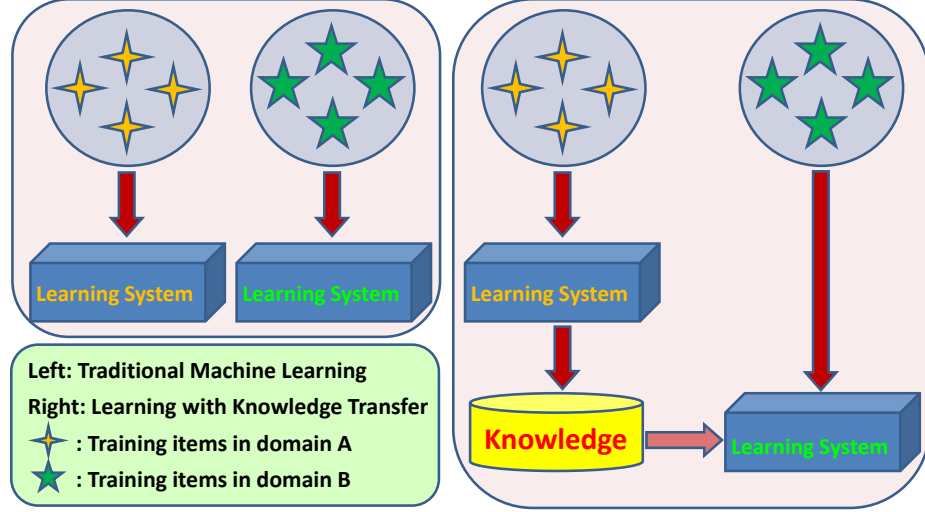 Learning System
Learning System
Left: Traditional Machine Learning
Right: Learning with Knowledge Transfer
: Training items in domain A
: Training items in domain B
Learning System
Knowledge
Learning System